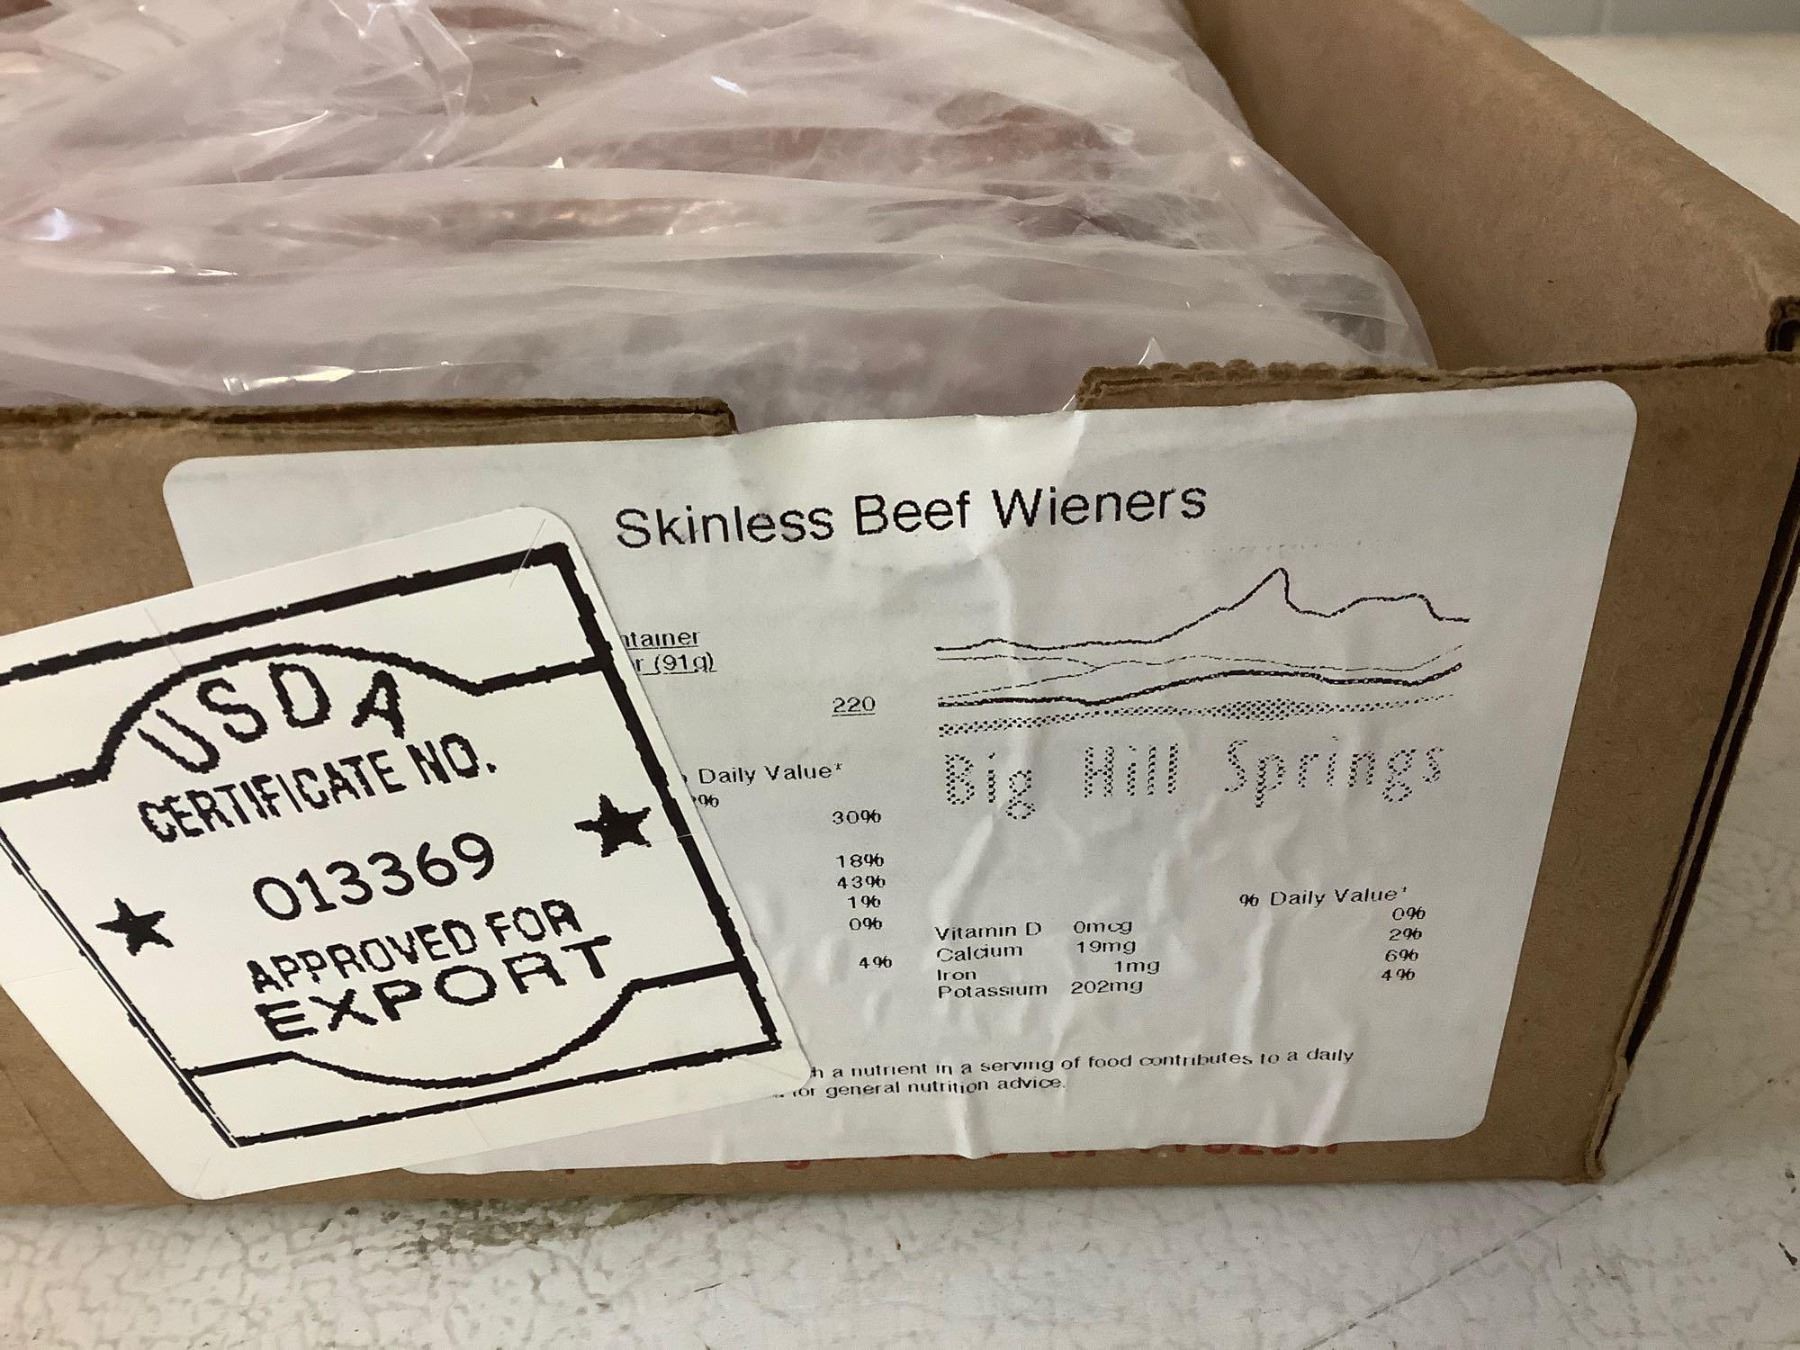 Skinless Beef Wieners
ntainer
r (91g)
220
Daily Value*
%
30%
18%
43%
1%
0%
4%
Big Hill Springs
% Daily Value*
Vitamin D 0mcg 0%
Calcium 19mg 2%
Iron 1mg 6%
Potassium 202mg 4%
h a nutrient in a serving of food contributes to a daily
for general nutrition advice.
USDA
CERTIFICATE NO.
013369
APPROVED FOR
EXPORT